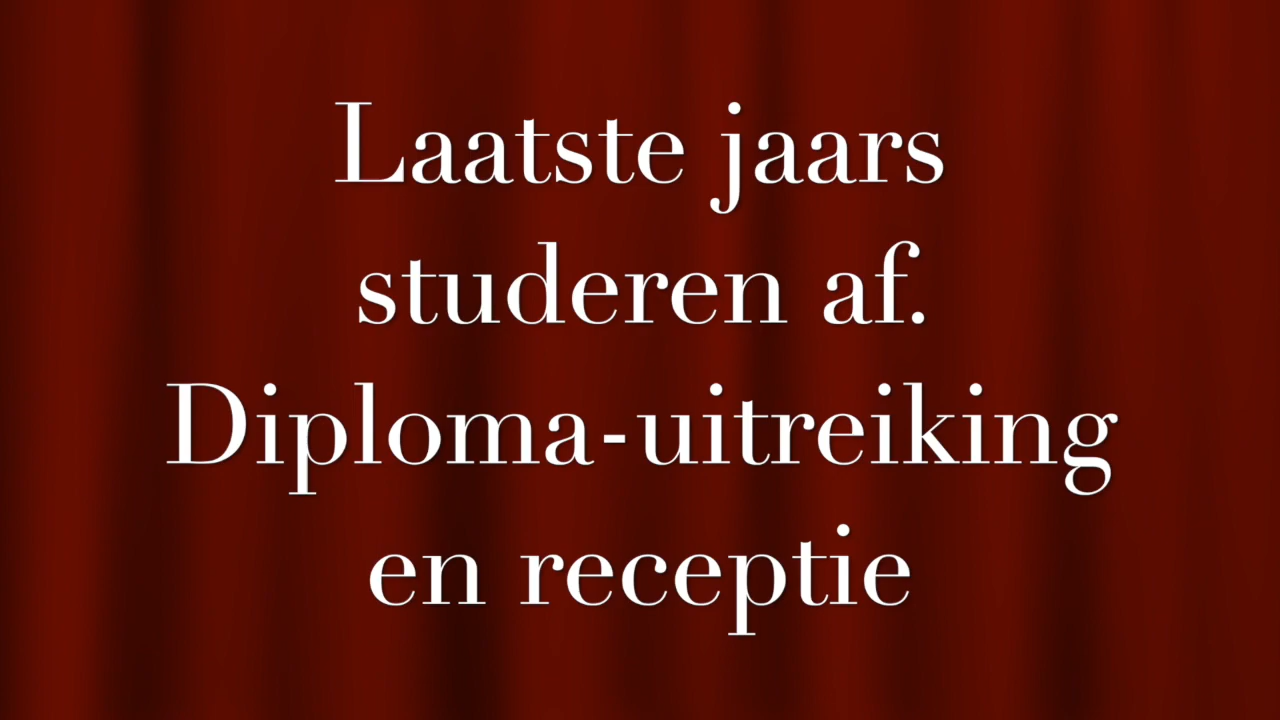 Laatste jaars
studeren af.
Diploma-uitreiking
en receptie